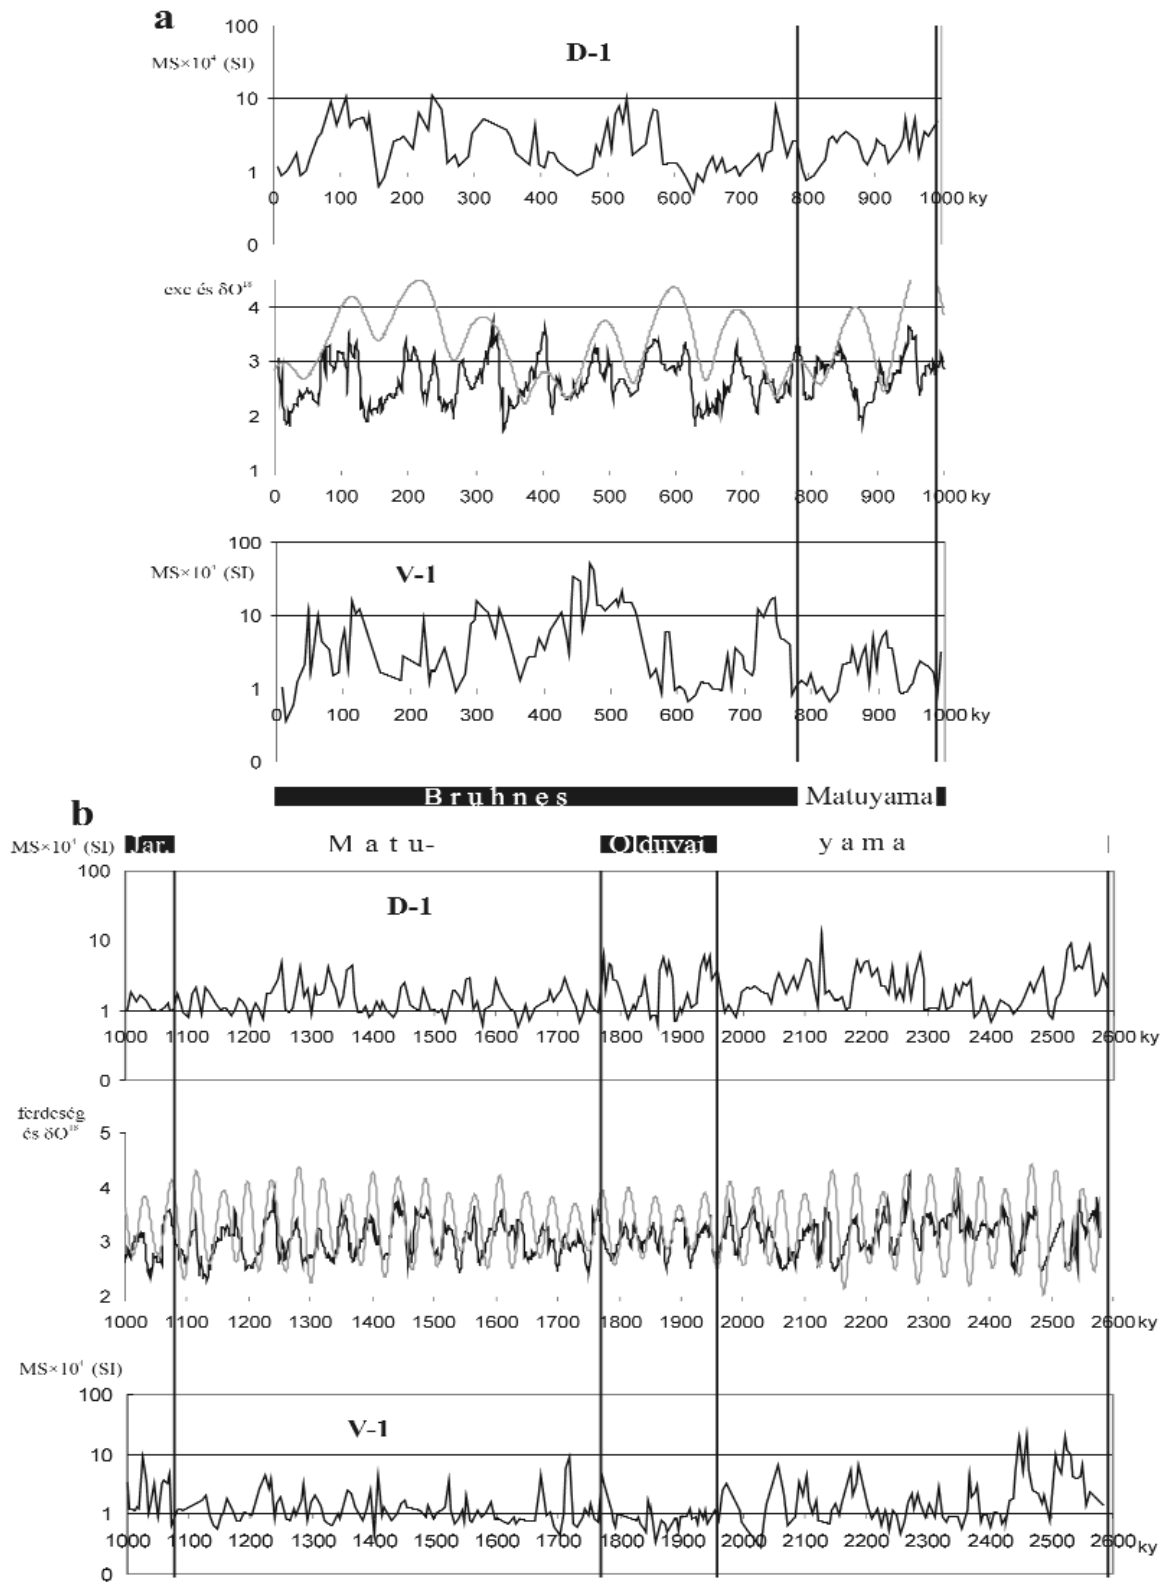 a
100
MS×10⁴ (SI)
D-1
10
1
0 100 200 300 400 500 600 700 800 900 1000 ky
0
exc és δO¹⁸
4
3
2
1
0 100 200 300 400 500 600 700 800 900 1000 ky
100
MS×10⁴ (SI)
V-1
10
1
0 100 200 300 400 500 600 700 800 900 1000 ky
0
Bruhnes Matuyama
b
MS×10⁴ (SI) Jar. Matu- Olduvai yama
100
D-1
10
1
1000 1100 1200 1300 1400 1500 1600 1700 1800 1900 2000 2100 2200 2300 2400 2500 2600 ky
0
ferdeség
és δO¹⁸
5
4
3
2
1000 1100 1200 1300 1400 1500 1600 1700 1800 1900 2000 2100 2200 2300 2400 2500 2600 ky
MS×10⁴ (SI)
100
V-1
10
1
1000 1100 1200 1300 1400 1500 1600 1700 1800 1900 2000 2100 2200 2300 2400 2500 2600 ky
0